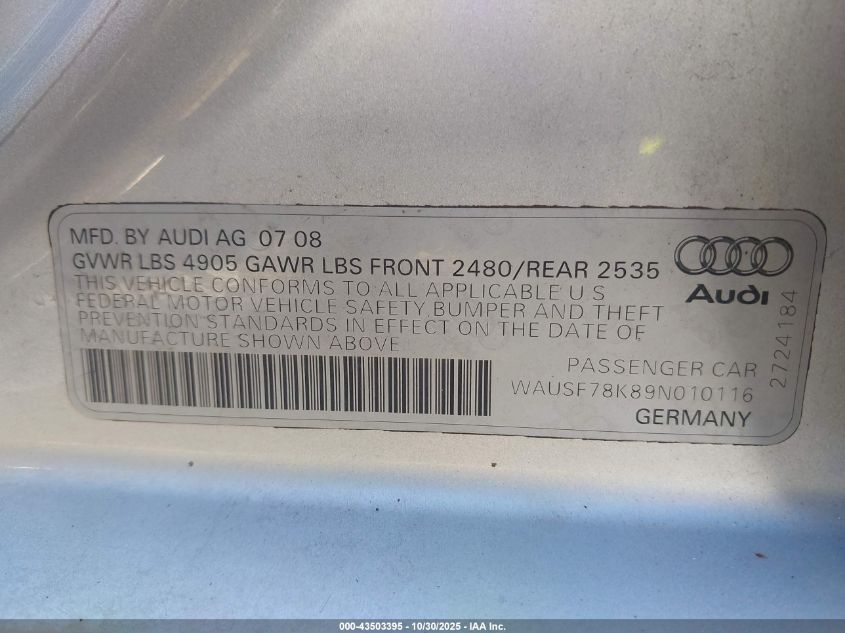 MFD. BY AUDI AG 07 08
GVWR LBS 4905 GAWR LBS FRONT 2480/REAR 2535
THIS VEHICLE CONFORMS TO ALL APPLICABLE U.S
FEDERAL MOTOR VEHICLE SAFETY, BUMPER AND THEFT
PREVENTION STANDARDS IN EFFECT ON THE DATE OF
MANUFACTURE SHOWN ABOVE
Audi
2724184
PASSENGER CAR
WAUSF78K89N010116
GERMANY
000-43503395 - 10/30/2025 - IAA Inc.